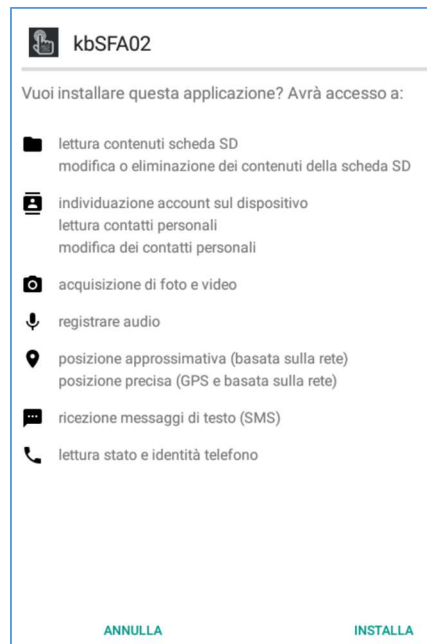 kbSFA02
Vuoi installare questa applicazione? Avrà accesso a:
lettura contenuti scheda SD
modifica o eliminazione dei contenuti della scheda SD
individuazione account sul dispositivo
lettura contatti personali
modifica dei contatti personali
acquisizione di foto e video
registrare audio
posizione approssimativa (basata sulla rete)
posizione precisa (GPS e basata sulla rete)
ricezione messaggi di testo (SMS)
lettura stato e identità telefono
ANNULLA INSTALLA